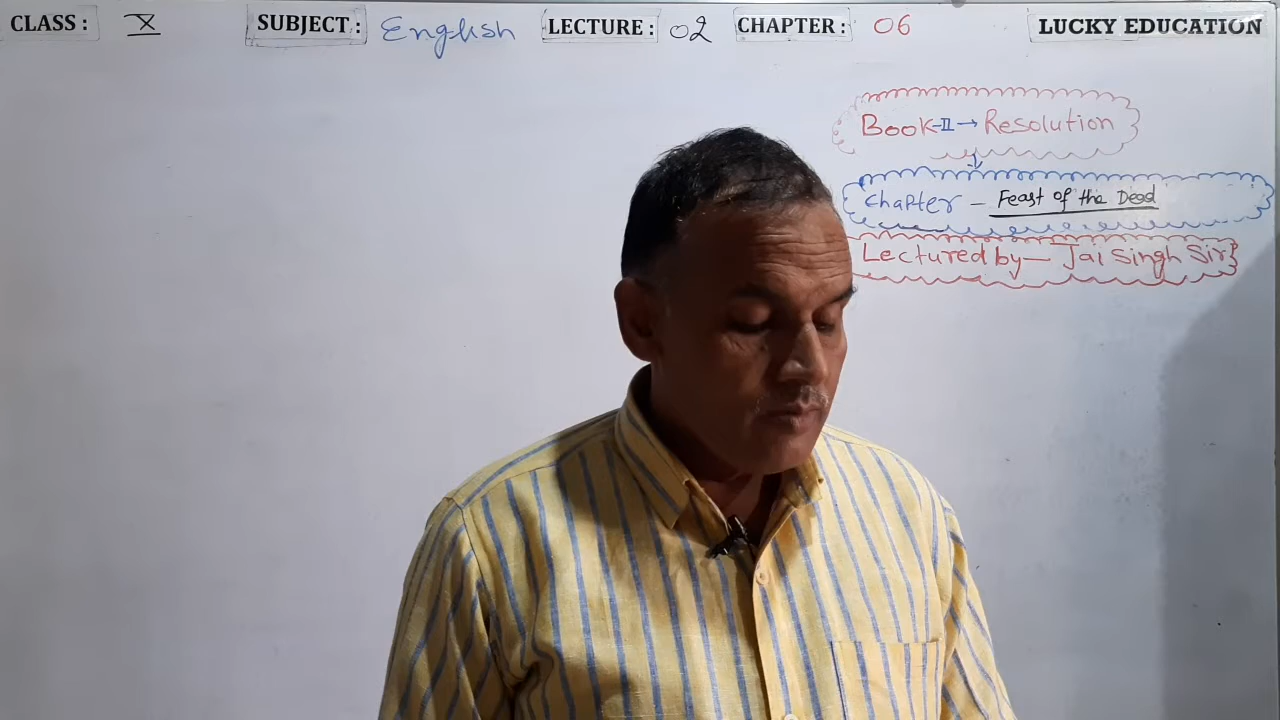 CLASS : X SUBJECT : English LECTURE : 02 CHAPTER : 06 LUCKY EDUCATION
Book-II → Resolution
Chapter - Feast of the Dead
Lectured by - Jai Singh Sir